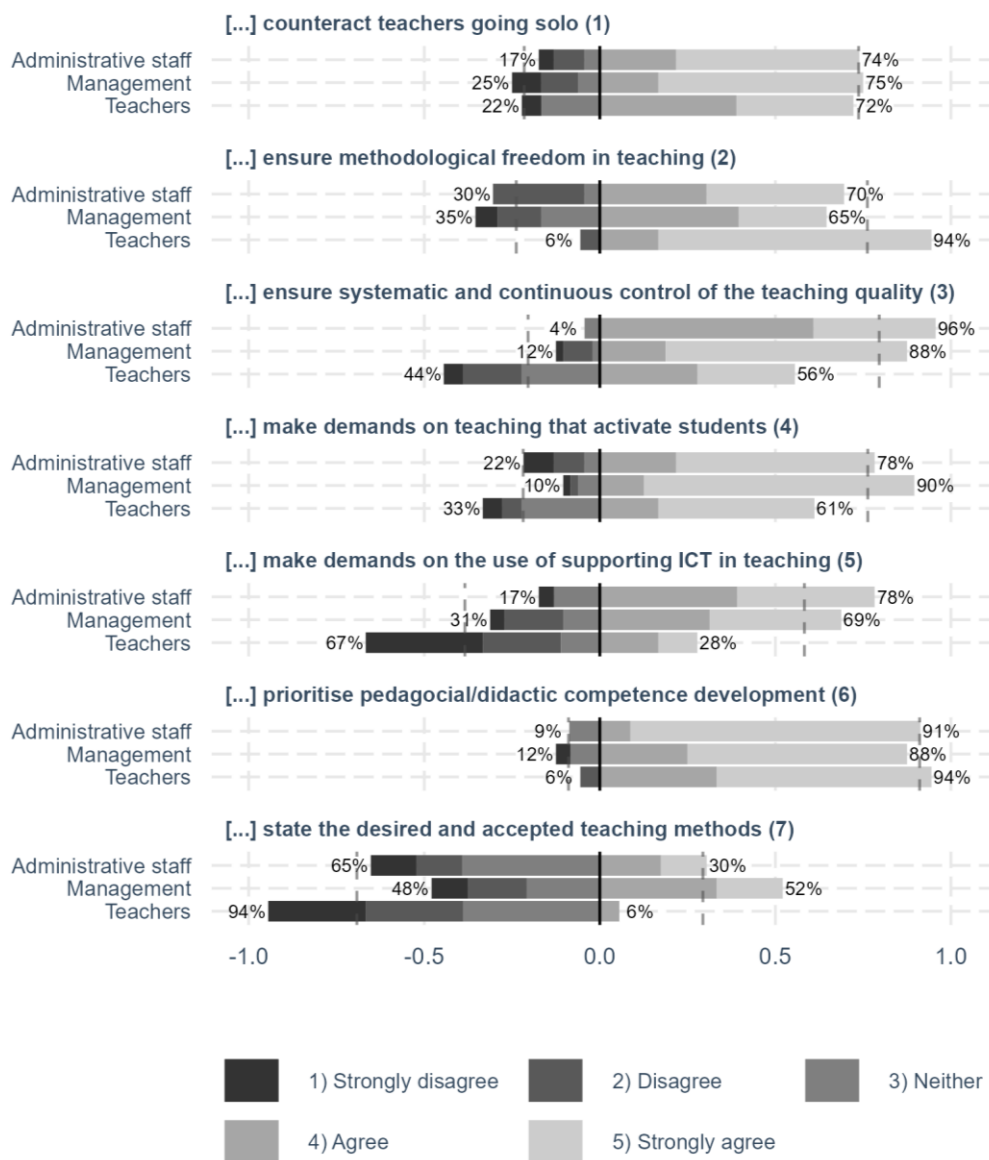 [...] counteract teachers going solo (1)
Administrative staff 17% 74%
Management 25% 75%
Teachers 22% 72%
[...] ensure methodological freedom in teaching (2)
Administrative staff 30% 70%
Management 35% 65%
Teachers 6% 94%
[...] ensure systematic and continuous control of the teaching quality (3)
Administrative staff 4% 96%
Management 12% 88%
Teachers 44% 56%
[...] make demands on teaching that activate students (4)
Administrative staff 22% 78%
Management 10% 90%
Teachers 33% 61%
[...] make demands on the use of supporting ICT in teaching (5)
Administrative staff 17% 78%
Management 31% 69%
Teachers 67% 28%
[...] prioritise pedagocial/didactic competence development (6)
Administrative staff 9% 91%
Management 12% 88%
Teachers 6% 94%
[...] state the desired and accepted teaching methods (7)
Administrative staff 65% 30%
Management 48% 52%
Teachers 94% 6%
-1.0 -0.5 0.0 0.5 1.0
1) Strongly disagree 2) Disagree 3) Neither
4) Agree 5) Strongly agree